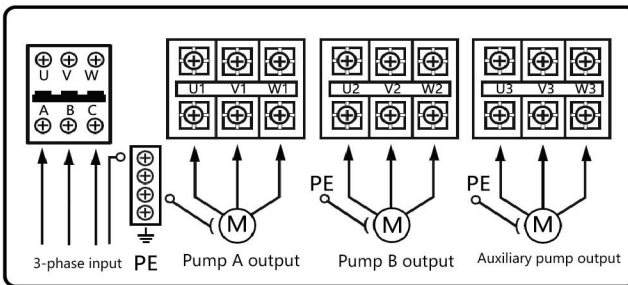 U V W
A B C
3-phase input
PE
U1 V1 W1
M
Pump A output
U2 V2 W2
PE
M
Pump B output
U3 V3 W3
PE
M
Auxiliary pump output